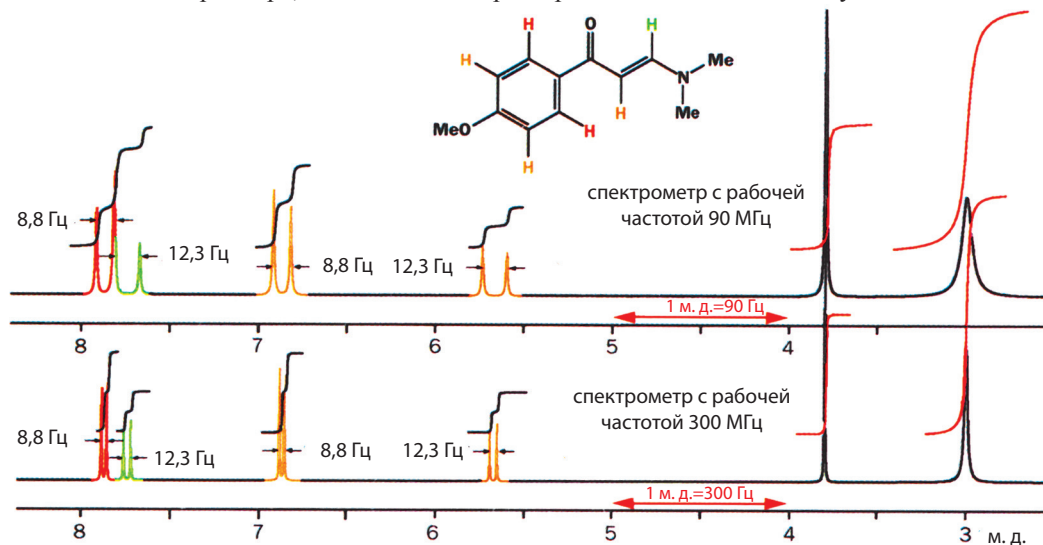 H
O
H
H
Me
N
MeO
H
Me
H
H
спектрометр с рабочей
частотой 90 МГц
8,8 Гц
12,3 Гц
8,8 Гц
12,3 Гц
1 м. д.=90 Гц
8
7
6
5
4
3
спектрометр с рабочей
частотой 300 МГц
8,8 Гц
12,3 Гц
8,8 Гц
12,3 Гц
1 м. д.=300 Гц
8
7
6
5
4
3
м. д.